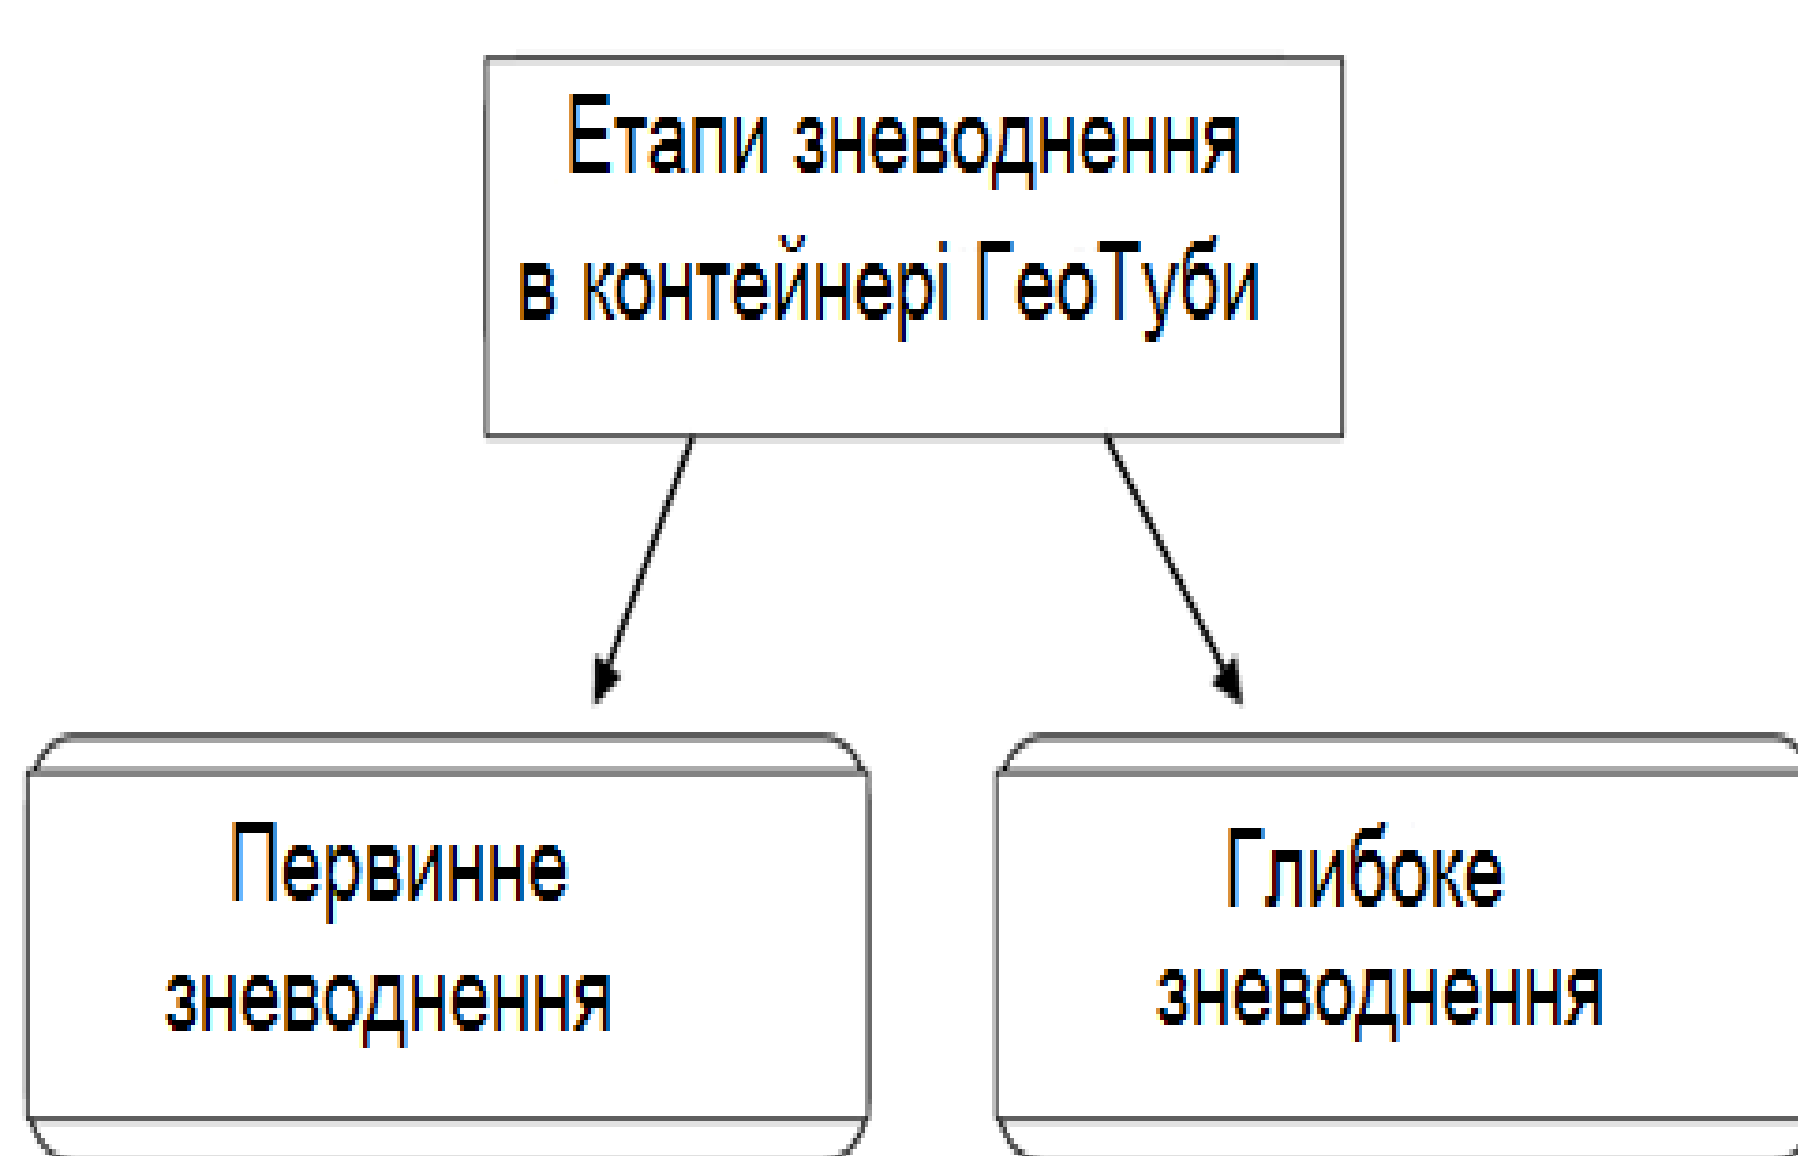 Етапи зневоднення
в контейнері ГеоТуби
Первинне
зневоднення
Глибоке
зневоднення